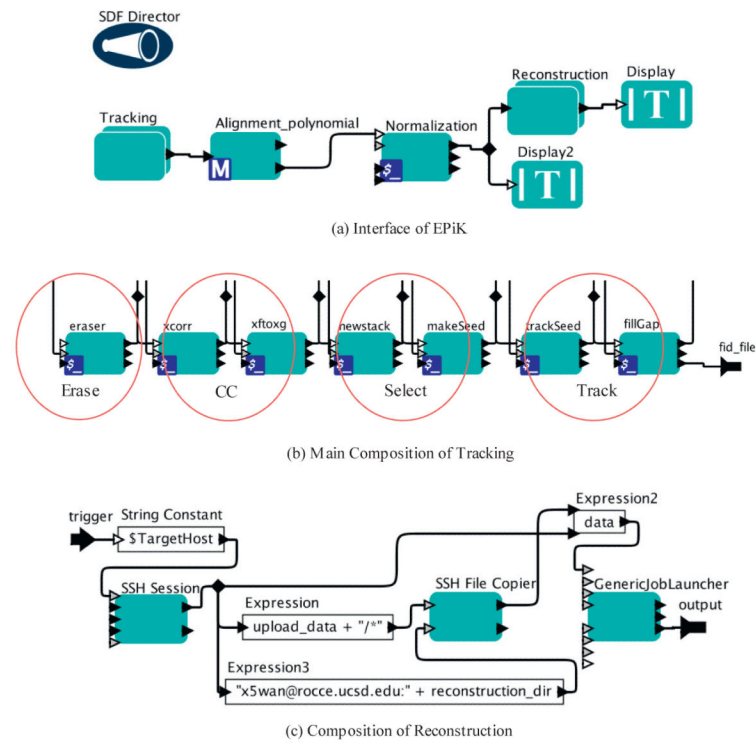 SDF Director
Tracking
Alignment_polynomial
Normalization
Reconstruction
Display
M
$_
T
Display2
T
(a) Interface of EPiK
eraser
xcorr
xftoxg
newstack
makeSeed
trackSeed
fillGap
fid_file
$_
$_
$_
$_
$_
$_
$_
Erase
CC
Select
Track
(b) Main Composition of Tracking
trigger
String Constant
$TargetHost
Expression2
data
SSH Session
SSH File Copier
GenericJobLauncher
output
Expression
upload_data + "/*"
Expression3
"x5wan@rocce.ucsd.edu:" + reconstruction_dir
(c) Composition of Reconstruction